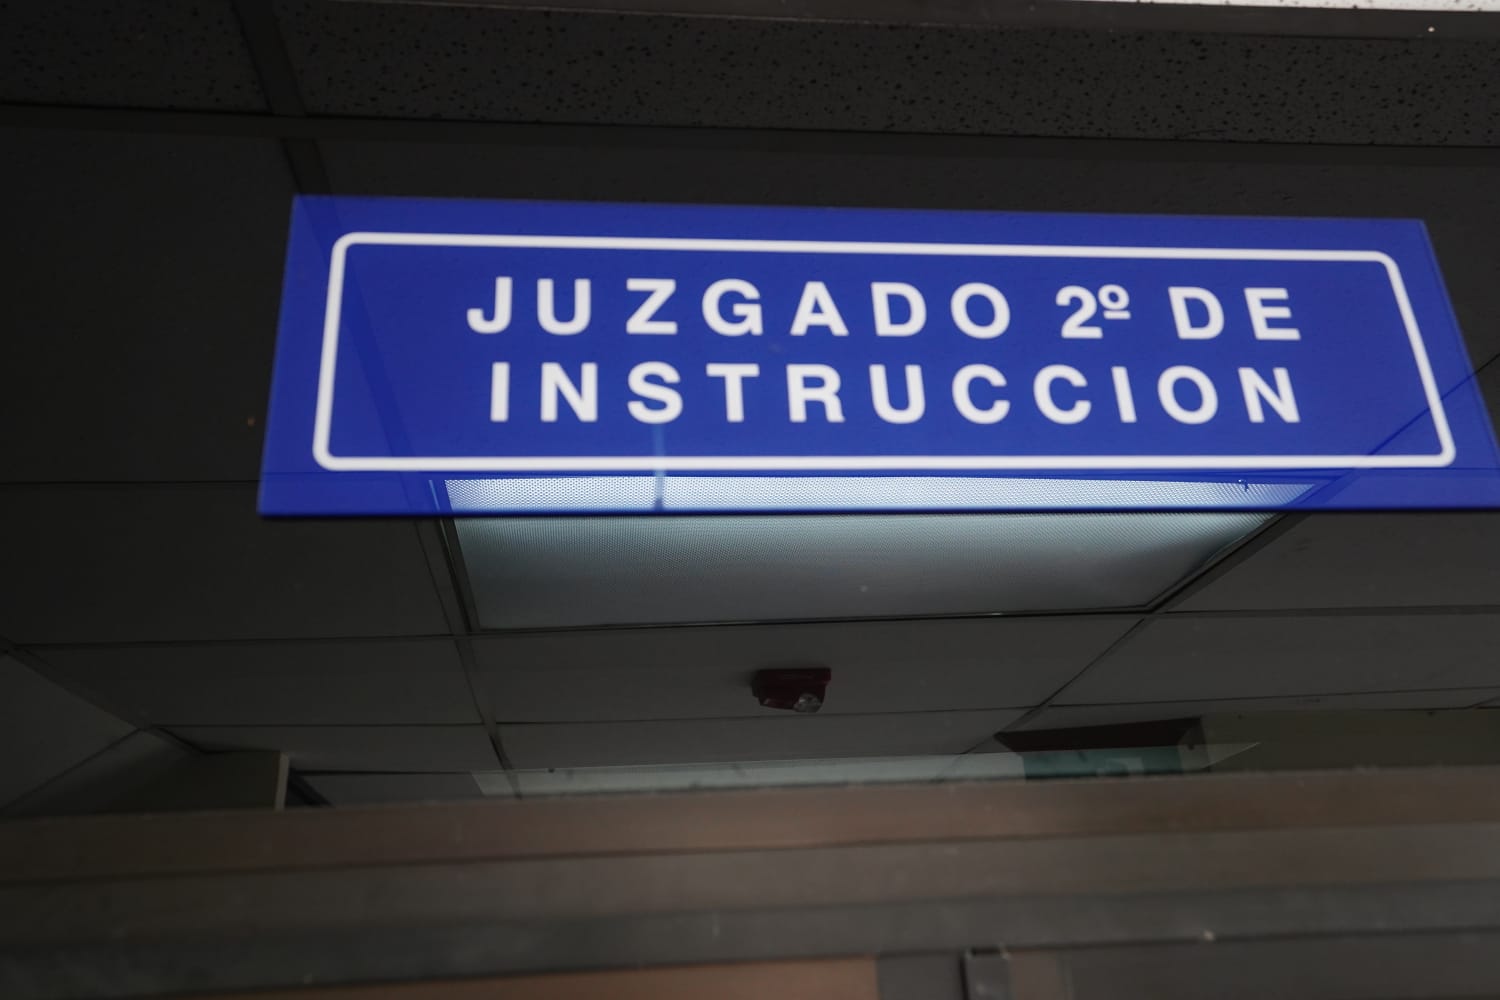 JUZGADO 2º DE
INSTRUCCION